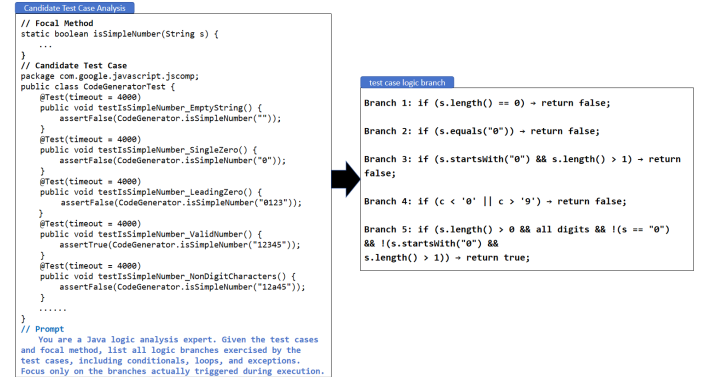 Candidate Test Case Analysis
// Focal Method
static boolean isSimpleNumber(String s) {
...
}
// Candidate Test Case
package com.google.javascript.jscomp;
public class CodeGeneratorTest {
@Test(timeout = 4000)
public void testIsSimpleNumber_EmptyString() {
assertFalse(CodeGenerator.isSimpleNumber(""));
}
@Test(timeout = 4000)
public void testIsSimpleNumber_SingleZero() {
assertFalse(CodeGenerator.isSimpleNumber("0"));
}
@Test(timeout = 4000)
public void testIsSimpleNumber_LeadingZero() {
assertFalse(CodeGenerator.isSimpleNumber("0123"));
}
@Test(timeout = 4000)
public void testIsSimpleNumber_ValidNumber() {
assertTrue(CodeGenerator.isSimpleNumber("12345"));
}
@Test(timeout = 4000)
public void testIsSimpleNumber_NonDigitCharacters() {
assertFalse(CodeGenerator.isSimpleNumber("12a45"));
}
......
}
// Prompt
You are a Java logic analysis expert. Given the test cases
and focal method, list all logic branches exercised by the
test cases, including conditionals, loops, and exceptions.
Focus only on the branches actually triggered during execution.
test case logic branch
Branch 1: if (s.length() == 0) → return false;
Branch 2: if (s.equals("0")) → return false;
Branch 3: if (s.startsWith("0") && s.length() > 1) → return
false;
Branch 4: if (c < '0' || c > '9') → return false;
Branch 5: if (s.length() > 0 && all digits && !(s == "0")
&& !(s.startsWith("0") &&
s.length() > 1)) → return true;